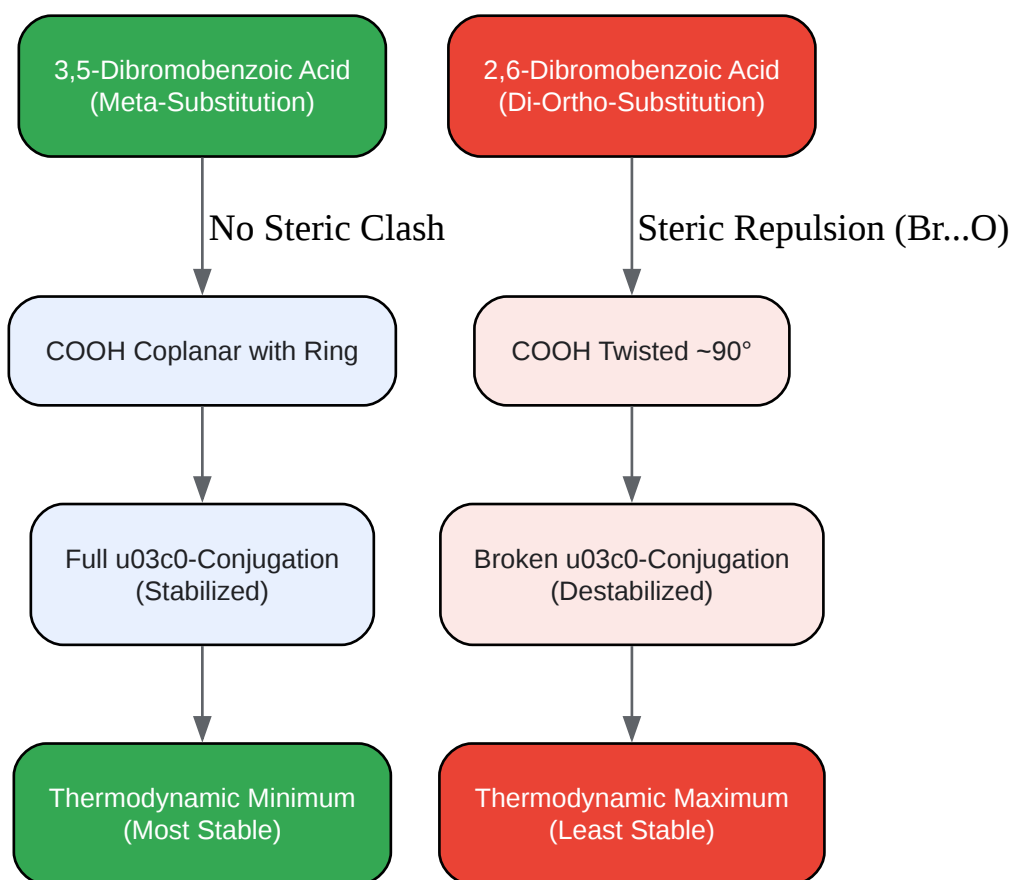 3,5-Dibromobenzoic Acid
(Meta-Substitution)
2,6-Dibromobenzoic Acid
(Di-Ortho-Substitution)
No Steric Clash
Steric Repulsion (Br...O)
COOH Coplanar with Ring
COOH Twisted ~90°
Full u03c0-Conjugation
(Stabilized)
Broken u03c0-Conjugation
(Destabilized)
Thermodynamic Minimum
(Most Stable)
Thermodynamic Maximum
(Least Stable)